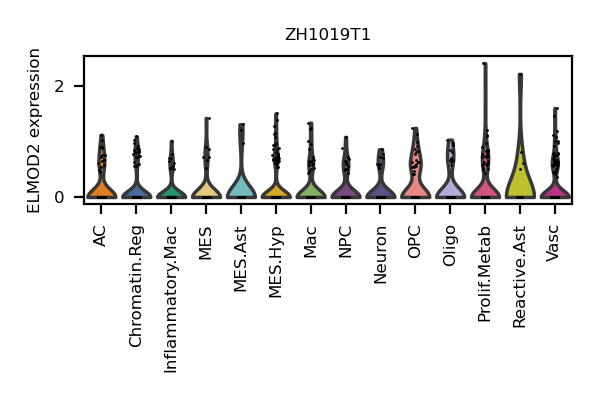 ZH1019T1
ELMOD2 expression
2
0
AC
Chromatin.Reg
Inflammatory.Mac
MES
MES.Ast
MES.Hyp
Mac
NPC
Neuron
OPC
Oligo
Prolif.Metab
Reactive.Ast
Vasc